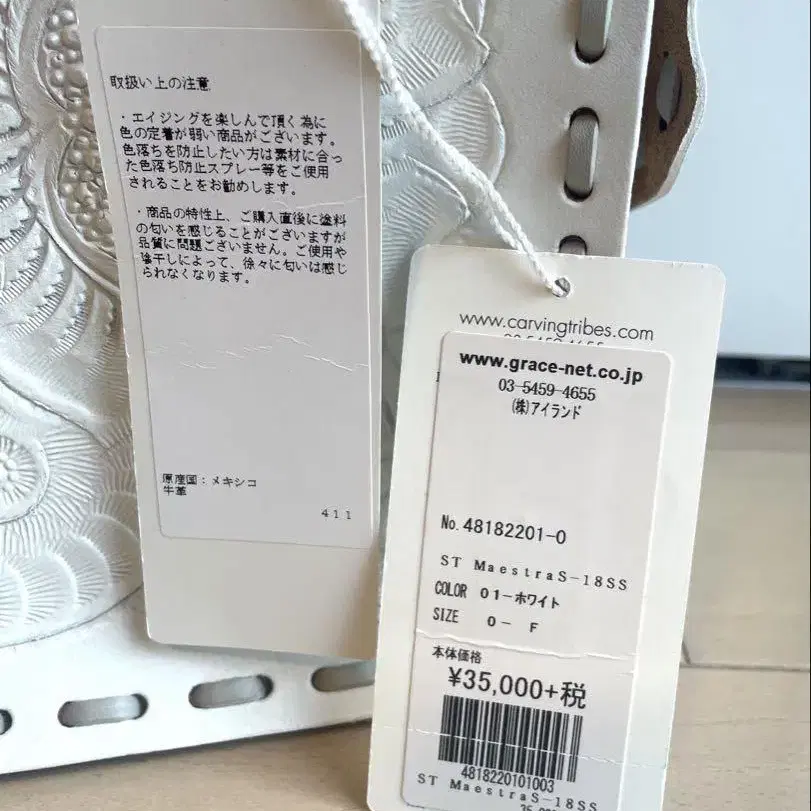 取扱い上の注意
・エイジングを楽しんで頂く為に
色の定着が弱い商品がございます。
色落ちを防止したい方は素材に合っ
た色落ち防止スプレー等をご使用
されることをお勧めします。
・商品の特性上、ご購入直後に塗料
の匂いを感じることがございますが
品質に問題ございません。ご使用や
陰干しによって、徐々に匂いは感じ
られなくなります。
原産国：メキシコ
牛革
411
www.carvingtribes.com
03-5459-4655
www.grace-net.co.jp
03-5459-4655
(株)アイランド
No. 48182201-0
ST MaestraS-18SS
COLOR 01-ホワイト
SIZE 0- F
本体価格
¥35,000+税
4818220101003
ST MaestraS-18SS